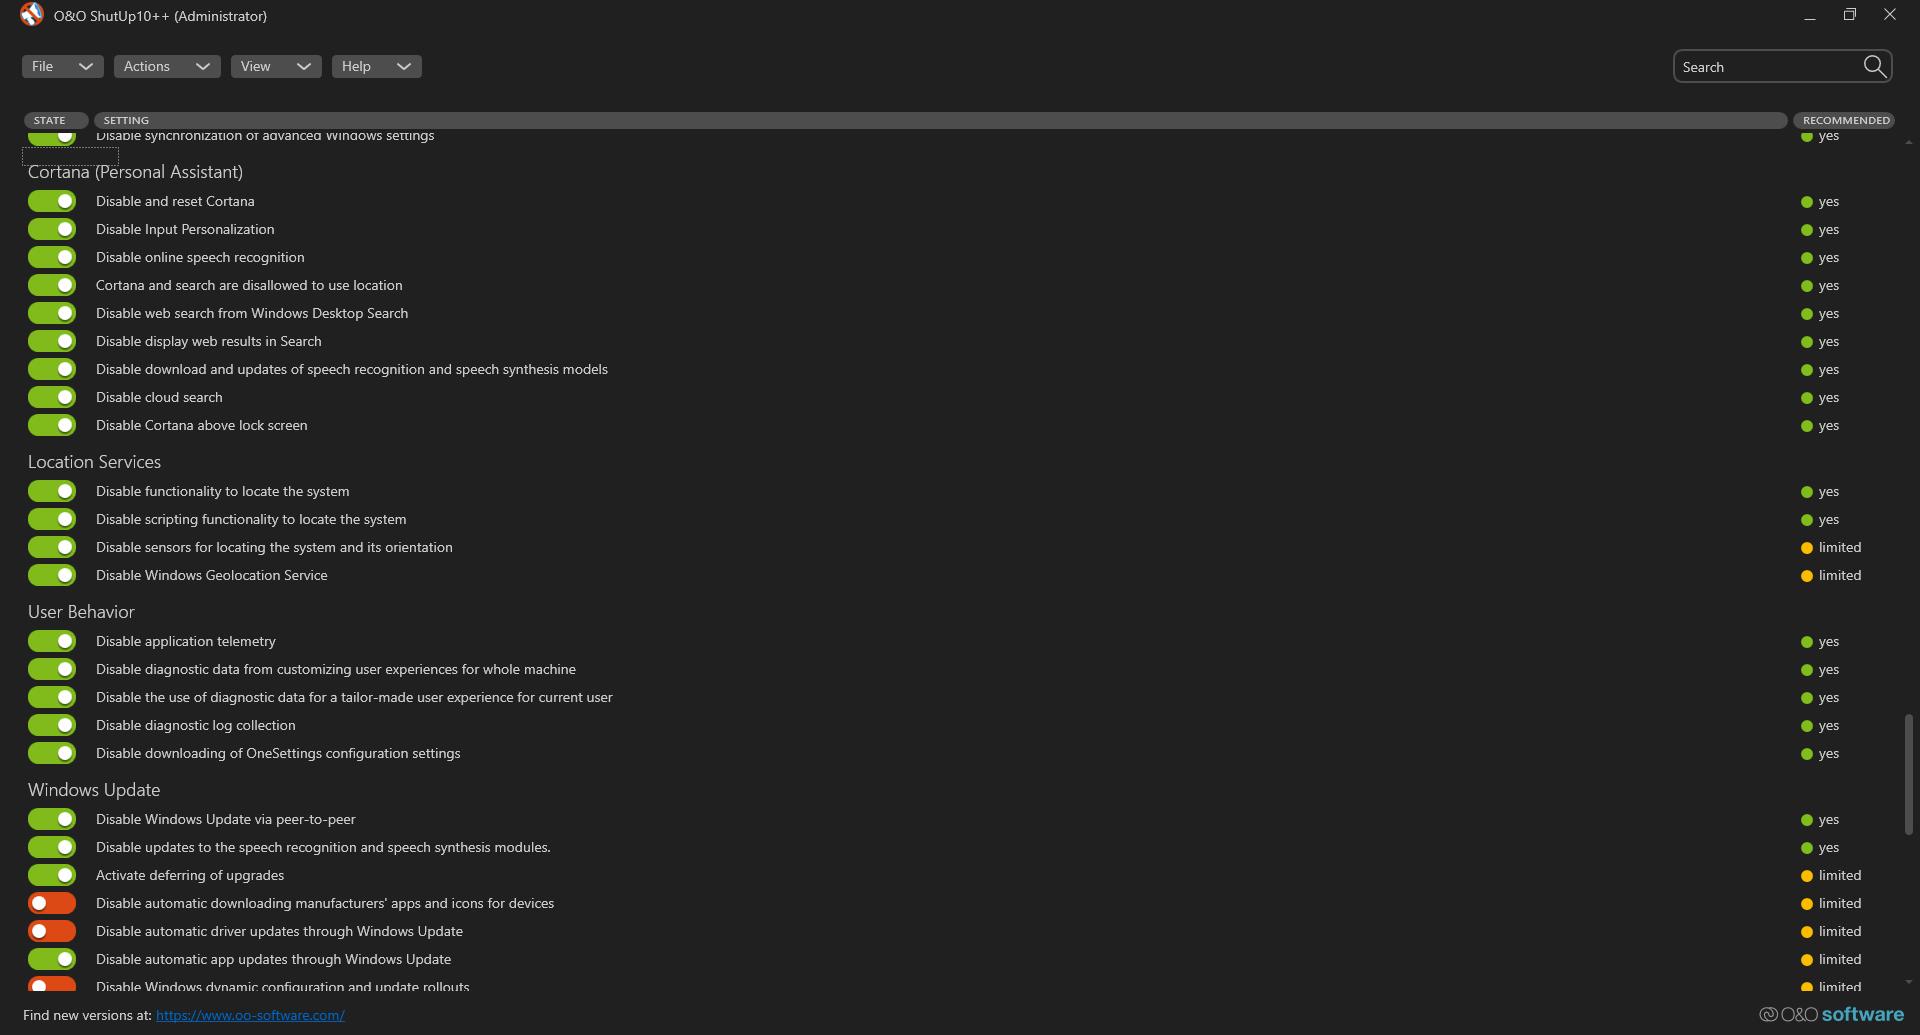 O&O ShutUp10++ (Administrator)
File Actions View Help Search
STATE SETTING RECOMMENDED
Disable synchronization of advanced Windows settings yes
Cortana (Personal Assistant)
Disable and reset Cortana yes
Disable Input Personalization yes
Disable online speech recognition yes
Cortana and search are disallowed to use location yes
Disable web search from Windows Desktop Search yes
Disable display web results in Search yes
Disable download and updates of speech recognition and speech synthesis models yes
Disable cloud search yes
Disable Cortana above lock screen yes
Location Services
Disable functionality to locate the system yes
Disable scripting functionality to locate the system yes
Disable sensors for locating the system and its orientation limited
Disable Windows Geolocation Service limited
User Behavior
Disable application telemetry yes
Disable diagnostic data from customizing user experiences for whole machine yes
Disable the use of diagnostic data for a tailor-made user experience for current user yes
Disable diagnostic log collection yes
Disable downloading of OneSettings configuration settings yes
Windows Update
Disable Windows Update via peer-to-peer yes
Disable updates to the speech recognition and speech synthesis modules. yes
Activate deferring of upgrades limited
Disable automatic downloading manufacturers' apps and icons for devices limited
Disable automatic driver updates through Windows Update limited
Disable automatic app updates through Windows Update limited
Disable Windows dynamic configuration and update rollouts limited
Find new versions at: https://www.oo-software.com/ O&O software